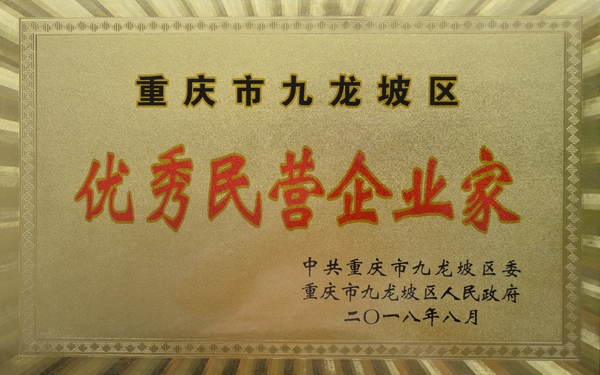 重庆市九龙坡区
优秀民营企业家
中共重庆市九龙坡区委
重庆市九龙坡区人民政府
二〇一八年八月